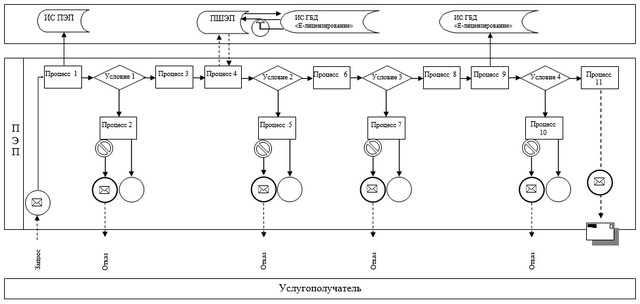 ИС ПЭП
ПШЭП
ИС ГБД
«Е-лицензирование»
ИС ГБД
«Е-лицензирование»
ПЭП
Процесс 1
Условие 1
Процесс 3
Процесс 4
Условие 2
Процесс 6
Условие 3
Процесс 8
Процесс 9
Условие 4
Процесс
11
Процесс 2
Процесс 5
Процесс 7
Процесс
10
Запрос
Отказ
Отказ
Отказ
Отказ
Услугополучатель